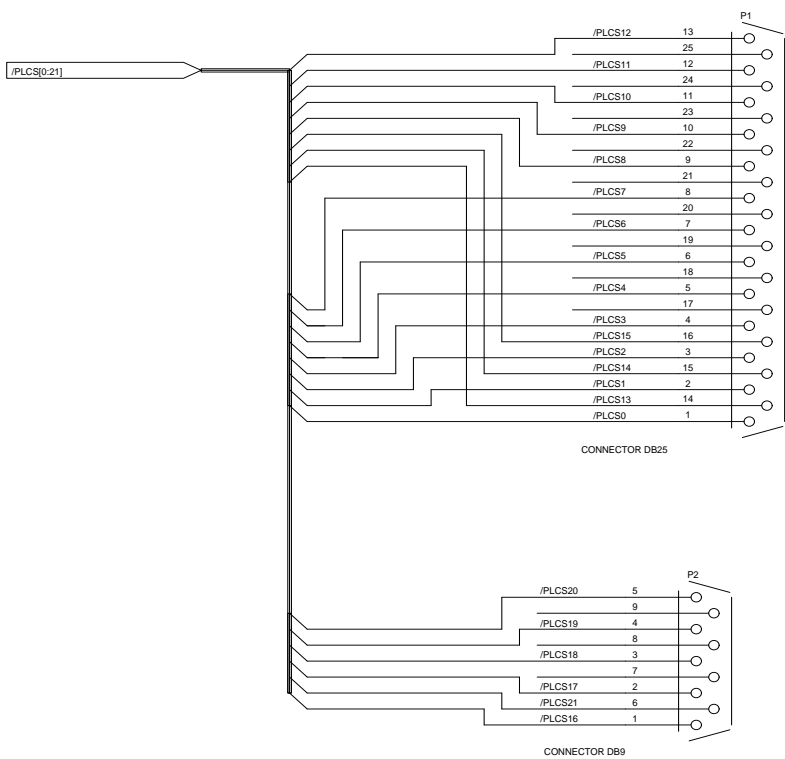 P1
/PLCS12 13
25
/PLCS[0:21]
/PLCS11 12
24
/PLCS10 11
23
/PLCS9 10
22
/PLCS8 9
21
/PLCS7 8
20
/PLCS6 7
19
/PLCS5 6
18
/PLCS4 5
17
/PLCS3 4
/PLCS15 16
/PLCS2 3
/PLCS14 15
/PLCS1 2
/PLCS13 14
/PLCS0 1
CONNECTOR DB25
P2
/PLCS20 5
9
/PLCS19 4
8
/PLCS18 3
7
/PLCS17 2
/PLCS21 6
/PLCS16 1
CONNECTOR DB9